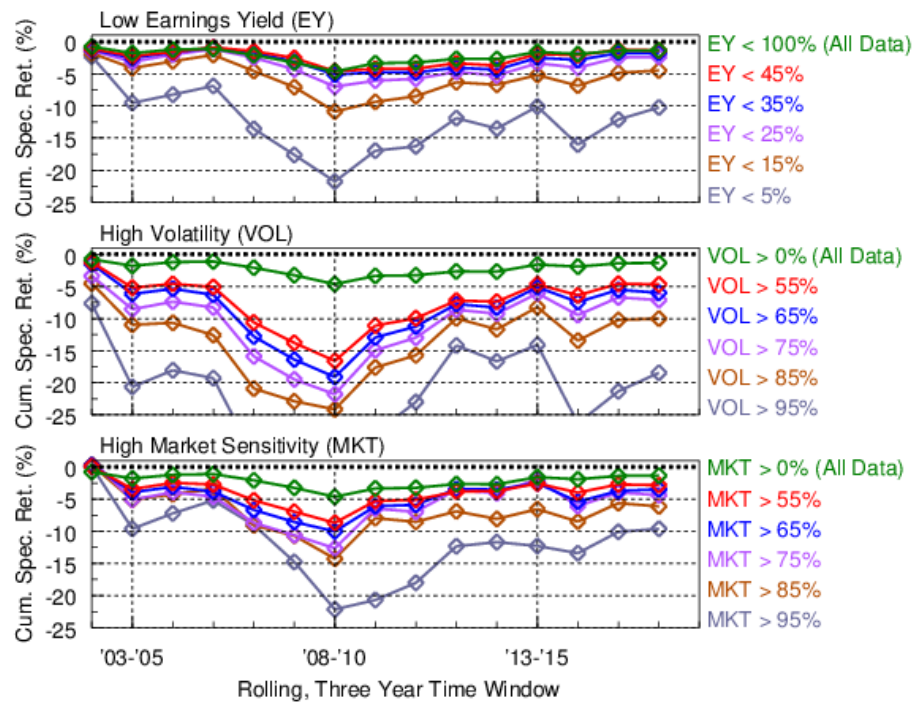 Low Earnings Yield (EY)
Cum. Spec. Ret. (%)
0
-5
-10
-15
-20
-25
EY < 100% (All Data)
EY < 45%
EY < 35%
EY < 25%
EY < 15%
EY < 5%
High Volatility (VOL)
Cum. Spec. Ret. (%)
0
-5
-10
-15
-20
-25
VOL > 0% (All Data)
VOL > 55%
VOL > 65%
VOL > 75%
VOL > 85%
VOL > 95%
High Market Sensitivity (MKT)
Cum. Spec. Ret. (%)
0
-5
-10
-15
-20
-25
MKT > 0% (All Data)
MKT > 55%
MKT > 65%
MKT > 75%
MKT > 85%
MKT > 95%
'03-'05 '08-'10 '13-'15
Rolling, Three Year Time Window